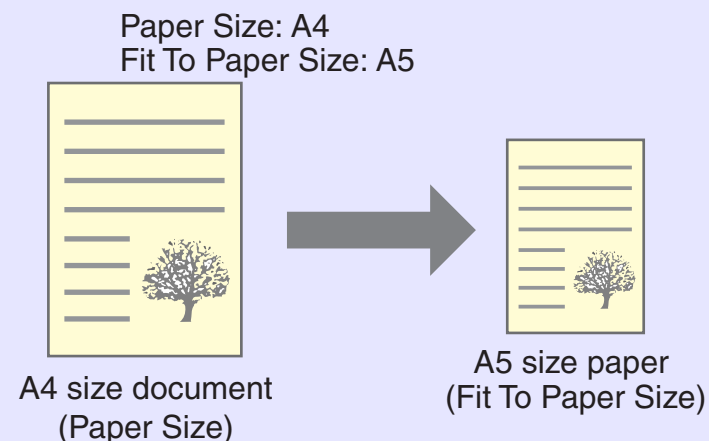 Paper Size: A4
Fit To Paper Size: A5
A4 size document
(Paper Size)
A5 size paper
(Fit To Paper Size)